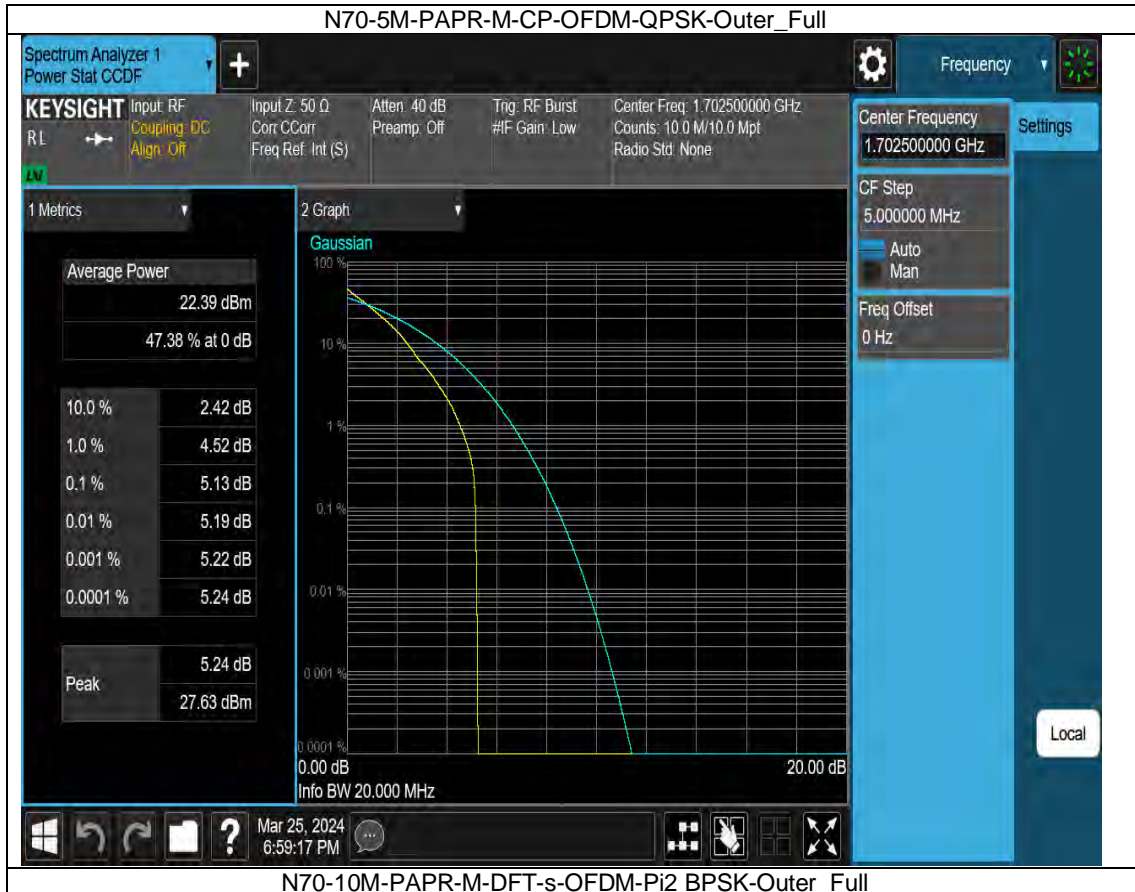 N70-5M-PAPR-M-CP-OFDM-QPSK-Outer_Full
Spectrum Analyzer 1
Power Stat CCDF
+
Frequency
KEYSIGHT
RL
Input: RF
Coupling: DC
Align: Off
Input Z: 50 Ω
Corr CCorr
Freq Ref: Int (S)
Atten: 40 dB
Preamp: Off
Trig: RF Burst
#IF Gain: Low
Center Freq: 1.702500000 GHz
Counts: 10.0 M/10.0 Mpt
Radio Std: None
Center Frequency
1.702500000 GHz
Settings
CF Step
5.000000 MHz
Auto
Man
Freq Offset
0 Hz
1 Metrics
Average Power
22.39 dBm
47.38 % at 0 dB
10.0 % 2.42 dB
1.0 % 4.52 dB
0.1 % 5.13 dB
0.01 % 5.19 dB
0.001 % 5.22 dB
0.0001 % 5.24 dB
Peak
5.24 dB
27.63 dBm
2 Graph
Gaussian
100 %
10 %
1 %
0.1 %
0.01 %
0.001 %
0.0001 %
0.00 dB 20.00 dB
Info BW 20.000 MHz
Local
?
Mar 25, 2024
6:59:17 PM
N70-10M-PAPR-M-DFT-s-OFDM-Pi2 BPSK-Outer_Full